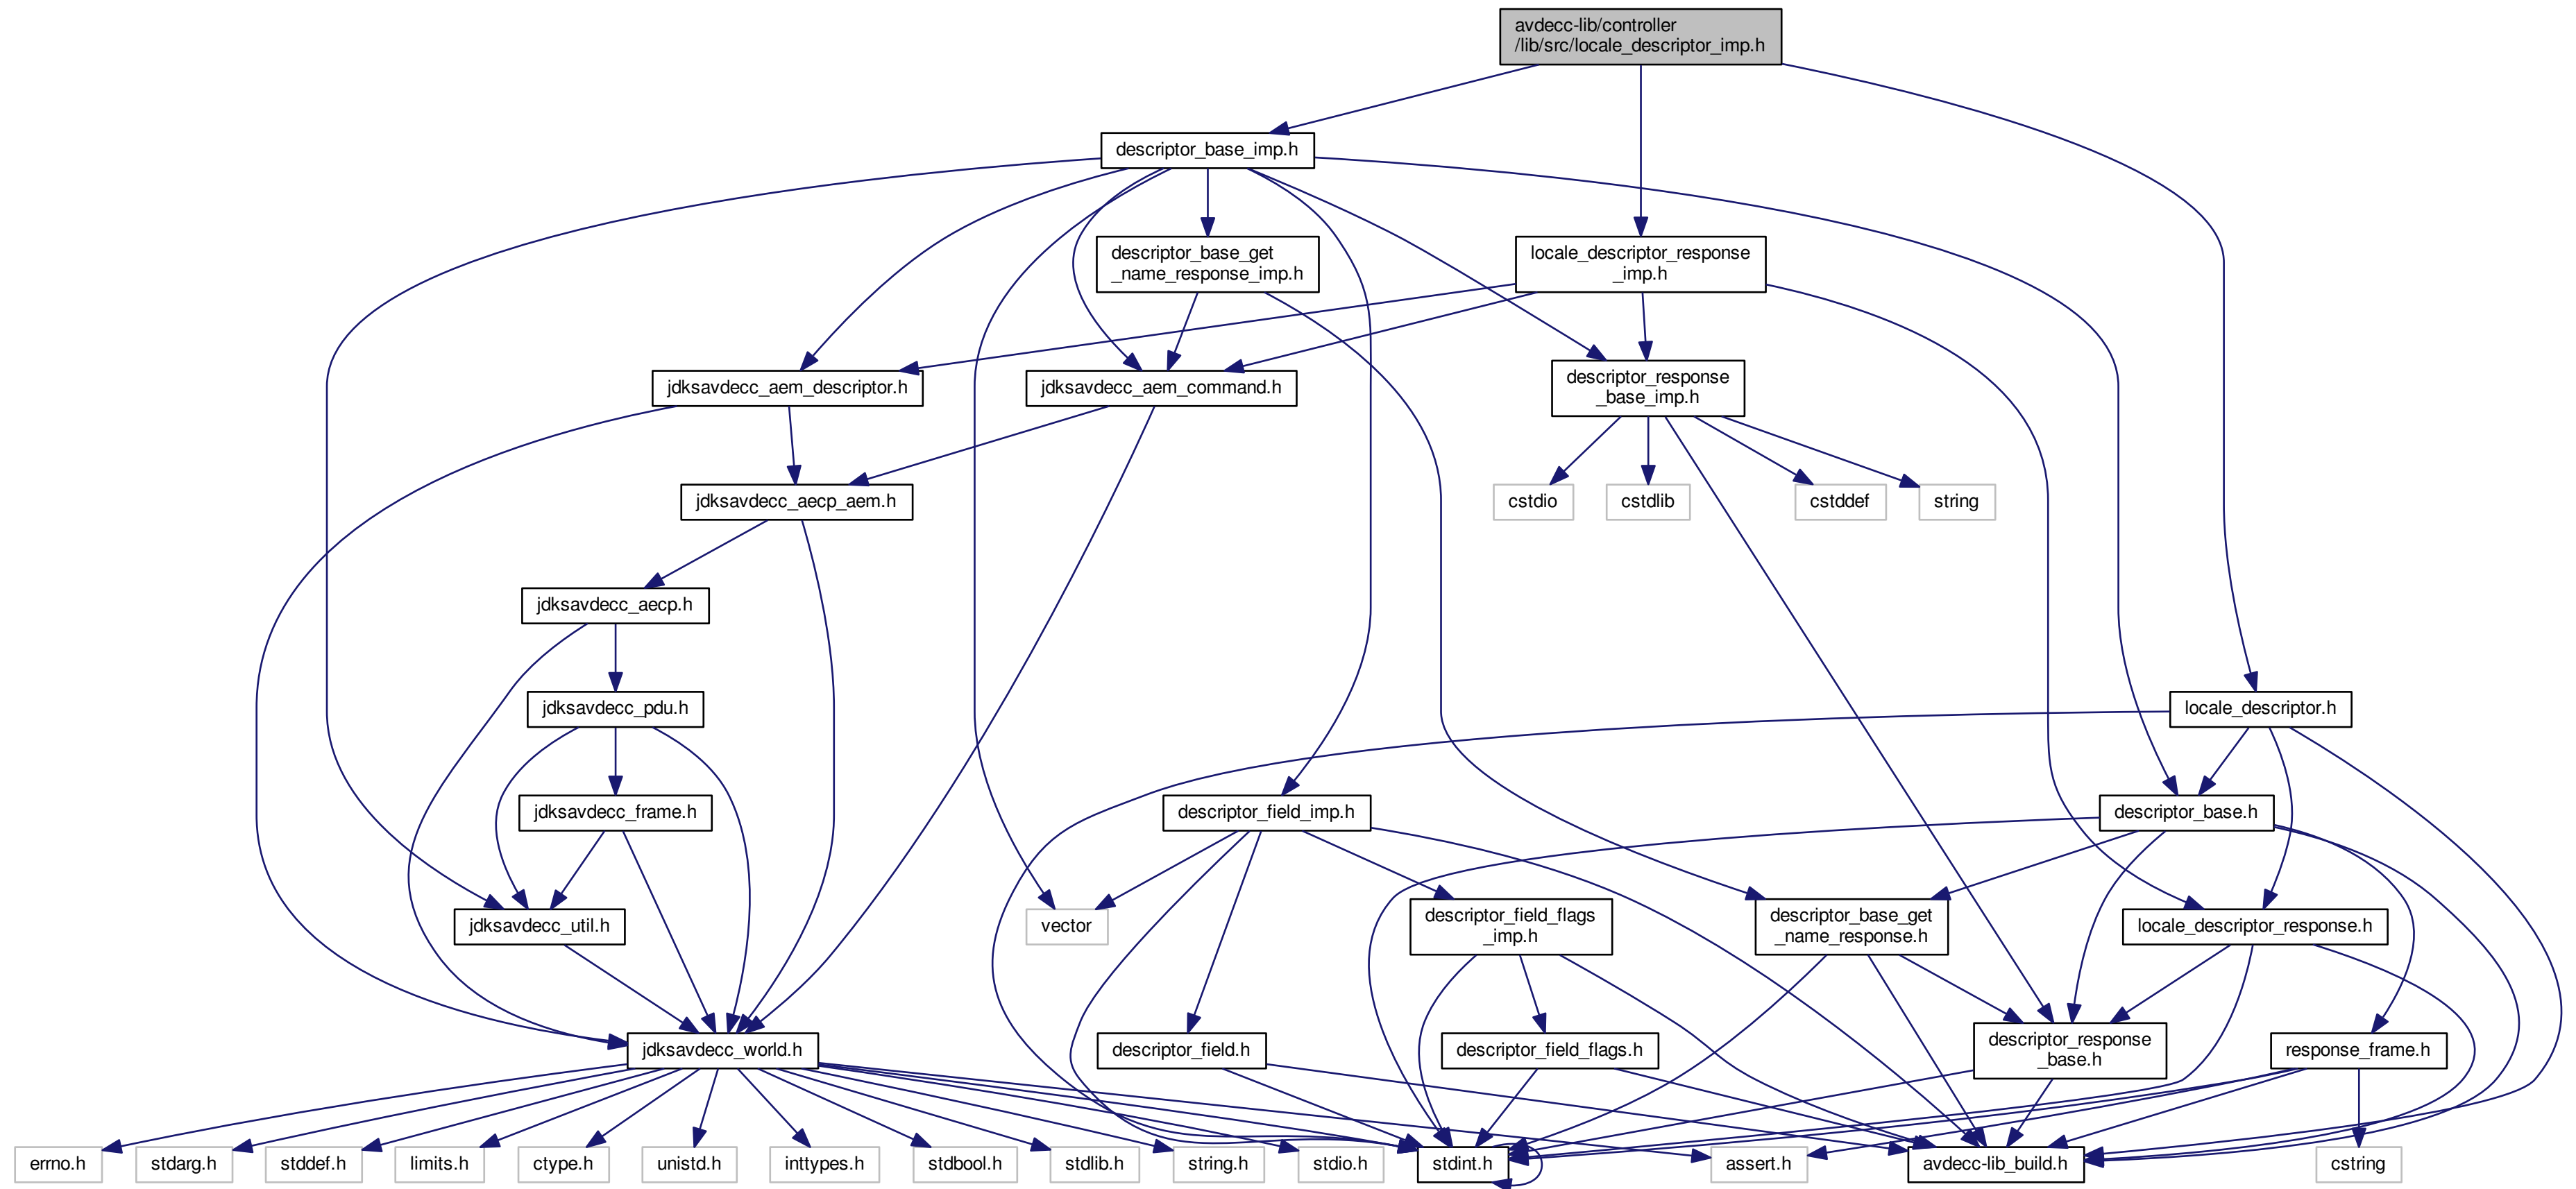 avdecc-lib/controller
/lib/src/locale_descriptor_imp.h
descriptor_base_imp.h
descriptor_base_get
_name_response_imp.h
locale_descriptor_response
_imp.h
jdksavdecc_aem_descriptor.h
jdksavdecc_aem_command.h
descriptor_response
_base_imp.h
jdksavdecc_aecp_aem.h
cstdio
cstdlib
cstddef
string
jdksavdecc_aecp.h
jdksavdecc_pdu.h
locale_descriptor.h
jdksavdecc_frame.h
descriptor_field_imp.h
descriptor_base.h
jdksavdecc_util.h
vector
descriptor_field_flags
_imp.h
descriptor_base_get
_name_response.h
locale_descriptor_response.h
jdksavdecc_world.h
descriptor_field.h
descriptor_field_flags.h
descriptor_response
_base.h
response_frame.h
errno.h
stdarg.h
stddef.h
limits.h
ctype.h
unistd.h
inttypes.h
stdbool.h
stdlib.h
string.h
stdio.h
stdint.h
assert.h
avdecc-lib_build.h
cstring